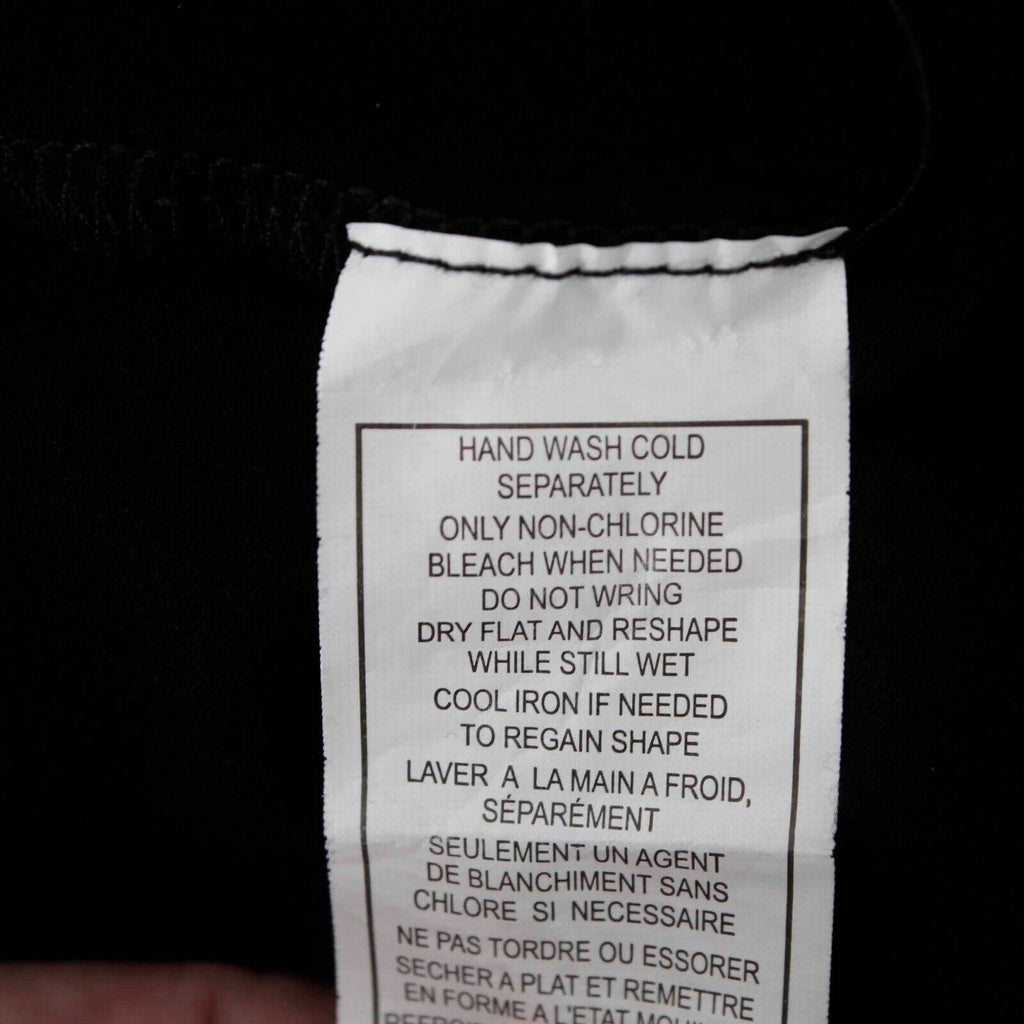 HAND WASH COLD
SEPARATELY
ONLY NON-CHLORINE
BLEACH WHEN NEEDED
DO NOT WRING
DRY FLAT AND RESHAPE
WHILE STILL WET
COOL IRON IF NEEDED
TO REGAIN SHAPE
LAVER A LA MAIN A FROID,
SÉPARÉMENT
SEULEMENT UN AGENT
DE BLANCHIMENT SANS
CHLORE SI NECESSAIRE
NE PAS TORDRE OU ESSORER
SECHER A PLAT ET REMETTRE
EN FORME A L'ETAT